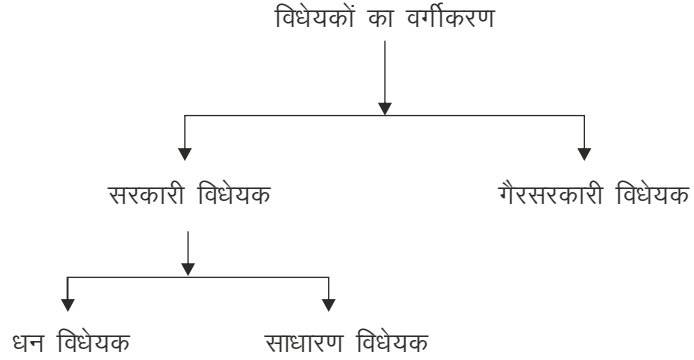 विधेयकों का वर्गीकरण
सरकारी विधेयक गैरसरकारी विधेयक
धन विधेयक साधारण विधेयक